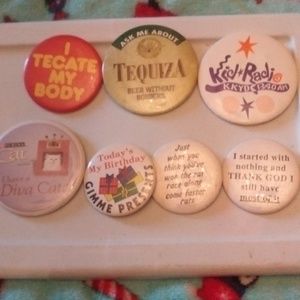 I
TECATE
MY
BODY
ASK ME ABOUT
TEQUIZA
BEER WITHOUT
BORDERS
Kid Radio
Cat
Diva Cats
Today's
My Birthday
GIMME PRESENTS
Just
when you
think you've
won the rat
race along
come faster
rats
I started with
nothing and
THANK GOD I
still have
most of it